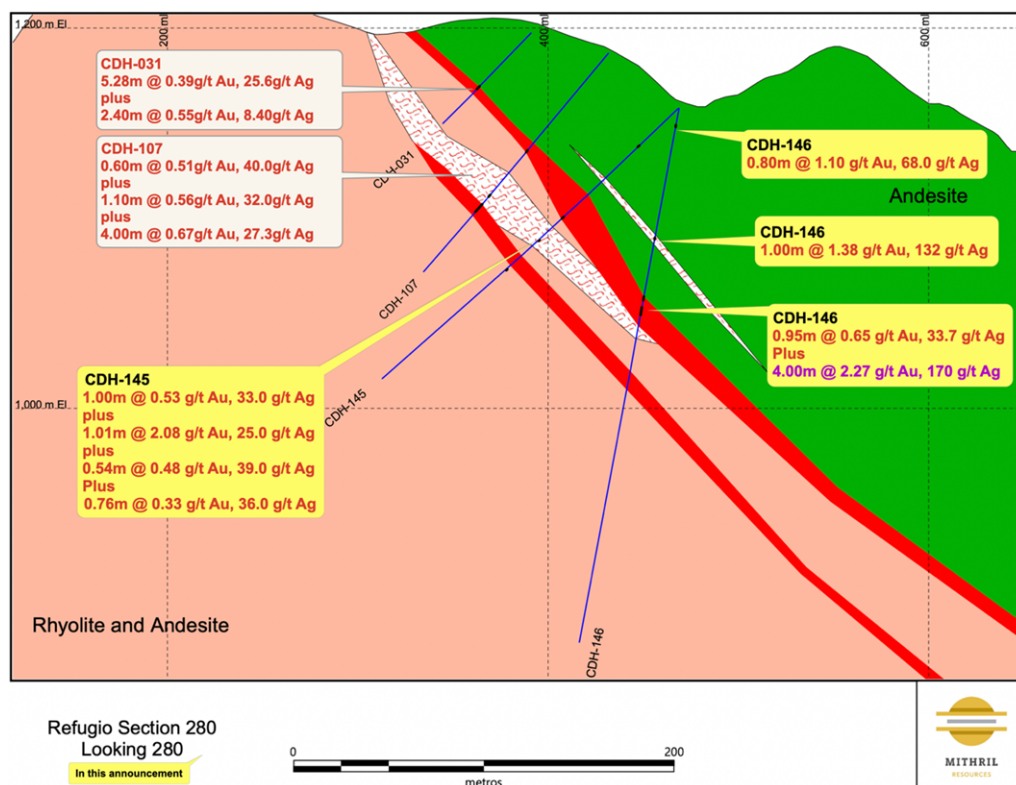 1,200 m El
200 ml
400 ml
600 ml
CDH-031
5.28m @ 0.39g/t Au, 25.6g/t Ag
plus
2.40m @ 0.55g/t Au, 8.40g/t Ag
CDH-107
0.60m @ 0.51g/t Au, 40.0g/t Ag
plus
1.10m @ 0.56g/t Au, 32.0g/t Ag
plus
4.00m @ 0.67g/t Au, 27.3g/t Ag
CDH-031
CDH-146
0.80m @ 1.10 g/t Au, 68.0 g/t Ag
Andesite
CDH-146
1.00m @ 1.38 g/t Au, 132 g/t Ag
CDH-107
CDH-146
0.95m @ 0.65 g/t Au, 33.7 g/t Ag
Plus
4.00m @ 2.27 g/t Au, 170 g/t Ag
CDH-145
1,000 m El
CDH-145
1.00m @ 0.53 g/t Au, 33.0 g/t Ag
plus
1.01m @ 2.08 g/t Au, 25.0 g/t Ag
plus
0.54m @ 0.48 g/t Au, 39.0 g/t Ag
Plus
0.76m @ 0.33 g/t Au, 36.0 g/t Ag
Rhyolite and Andesite
CDH-146
Refugio Section 280
Looking 280
In this announcement
0
200
metros
MITHRIL
RESOURCES